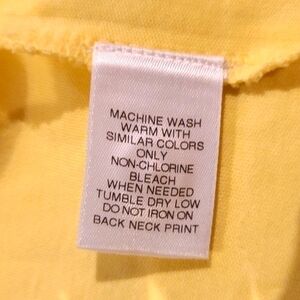 MACHINE WASH
WARM WITH
SIMILAR COLORS
ONLY
NON-CHLORINE
BLEACH
WHEN NEEDED
TUMBLE DRY LOW
DO NOT IRON ON
BACK NECK PRINT